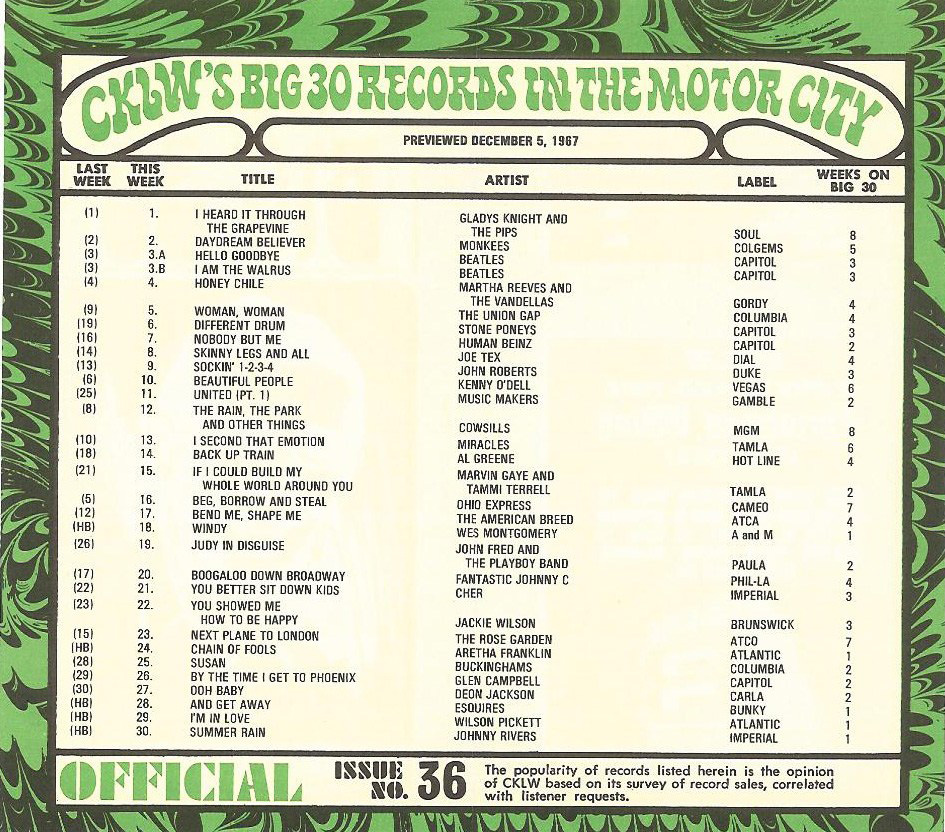 CKLW'S BIG 30 RECORDS IN THE MOTOR CITY
PREVIEWED DECEMBER 5, 1967
LAST WEEK THIS WEEK TITLE ARTIST LABEL WEEKS ON BIG 30
(1) 1. I HEARD IT THROUGH THE GRAPEVINE GLADYS KNIGHT AND THE PIPS SOUL 8
(2) 2. DAYDREAM BELIEVER MONKEES COLGEMS 5
(3) 3.A HELLO GOODBYE BEATLES CAPITOL 3
(3) 3.B I AM THE WALRUS BEATLES CAPITOL 3
(4) 4. HONEY CHILE MARTHA REEVES AND THE VANDELLAS GORDY 4
(9) 5. WOMAN, WOMAN THE UNION GAP COLUMBIA 4
(19) 6. DIFFERENT DRUM STONE PONEYS CAPITOL 3
(16) 7. NOBODY BUT ME HUMAN BEINZ CAPITOL 2
(14) 8. SKINNY LEGS AND ALL JOE TEX DIAL 4
(13) 9. SOCKIN' 1-2-3-4 JOHN ROBERTS DUKE 3
(6) 10. BEAUTIFUL PEOPLE KENNY O'DELL VEGAS 6
(25) 11. UNITED (PT. 1) MUSIC MAKERS GAMBLE 2
(8) 12. THE RAIN, THE PARK AND OTHER THINGS COWSILLS MGM 8
(10) 13. I SECOND THAT EMOTION MIRACLES TAMLA 6
(18) 14. BACK UP TRAIN AL GREENE HOT LINE 4
(21) 15. IF I COULD BUILD MY WHOLE WORLD AROUND YOU MARVIN GAYE AND TAMMI TERRELL TAMLA 2
(5) 16. BEG, BORROW AND STEAL OHIO EXPRESS CAMEO 7
(12) 17. BEND ME, SHAPE ME THE AMERICAN BREED ATCA 4
(HB) 18. WINDY WES MONTGOMERY A and M 1
(26) 19. JUDY IN DISGUISE JOHN FRED AND THE PLAYBOY BAND PAULA 2
(17) 20. BOOGALOO DOWN BROADWAY FANTASTIC JOHNNY C PHIL-LA 4
(22) 21. YOU BETTER SIT DOWN KIDS CHER IMPERIAL 3
(23) 22. YOU SHOWED ME HOW TO BE HAPPY JACKIE WILSON BRUNSWICK 3
(15) 23. NEXT PLANE TO LONDON THE ROSE GARDEN ATCO 7
(HB) 24. CHAIN OF FOOLS ARETHA FRANKLIN ATLANTIC 1
(28) 25. SUSAN BUCKINGHAMS COLUMBIA 2
(29) 26. BY THE TIME I GET TO PHOENIX GLEN CAMPBELL CAPITOL 2
(30) 27. OOH BABY DEON JACKSON CARLA 2
(HB) 28. AND GET AWAY ESQUIRES BUNKY 1
(HB) 29. I'M IN LOVE WILSON PICKETT ATLANTIC 1
(HB) 30. SUMMER RAIN JOHNNY RIVERS IMPERIAL 1
OFFICIAL ISSUE NO. 36
The popularity of records listed herein is the opinion
of CKLW based on its survey of record sales, correlated
with listener requests.